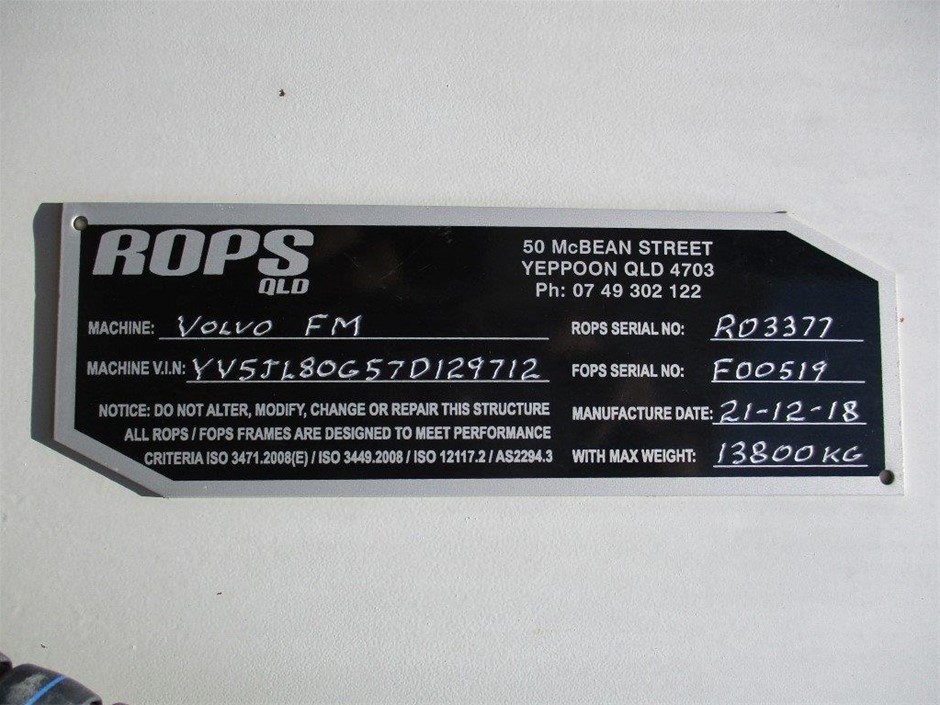 ROPS
QLD
50 McBEAN STREET
YEPPOON QLD 4703
Ph: 07 49 302 122
MACHINE: VOLVO FM
MACHINE V.I.N: YV5JL80G57D129712
NOTICE: DO NOT ALTER, MODIFY, CHANGE OR REPAIR THIS STRUCTURE
ALL ROPS / FOPS FRAMES ARE DESIGNED TO MEET PERFORMANCE
CRITERIA ISO 3471.2008(E) / ISO 3449.2008 / ISO 12117.2 / AS2294.3
ROPS SERIAL NO: R03377
FOPS SERIAL NO: F00519
MANUFACTURE DATE: 21-12-18
WITH MAX WEIGHT: 13800 KG